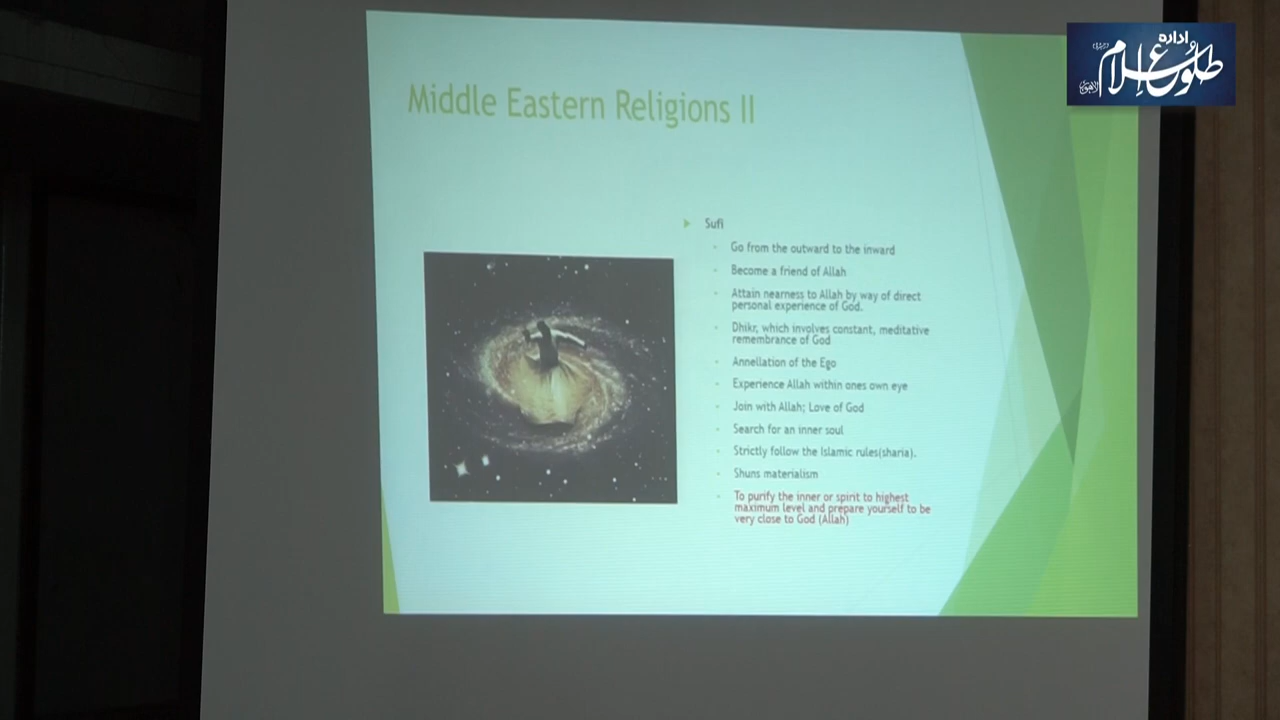 ادارہ
طلوع اسلام
Middle Eastern Religions II
Sufi
Go from the outward to the inward
Become a friend of Allah
Attain nearness to Allah by way of direct
personal experience of God.
Dhikr, which involves constant, meditative
remembrance of God
Annellation of the Ego
Experience Allah within ones own eye
Join with Allah; Love of God
Search for an inner soul
Strictly follow the Islamic rules(sharia).
Shuns materialism
To purify the inner or spirit to highest
maximum level and prepare yourself to be
very close to God (Allah)